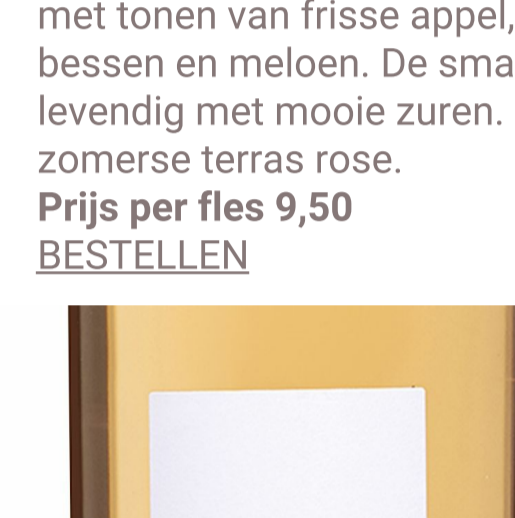 met tonen van frisse appel,
bessen en meloen. De sma
levendig met mooie zuren.
zomerse terras rose.
Prijs per fles 9,50
BESTELLEN